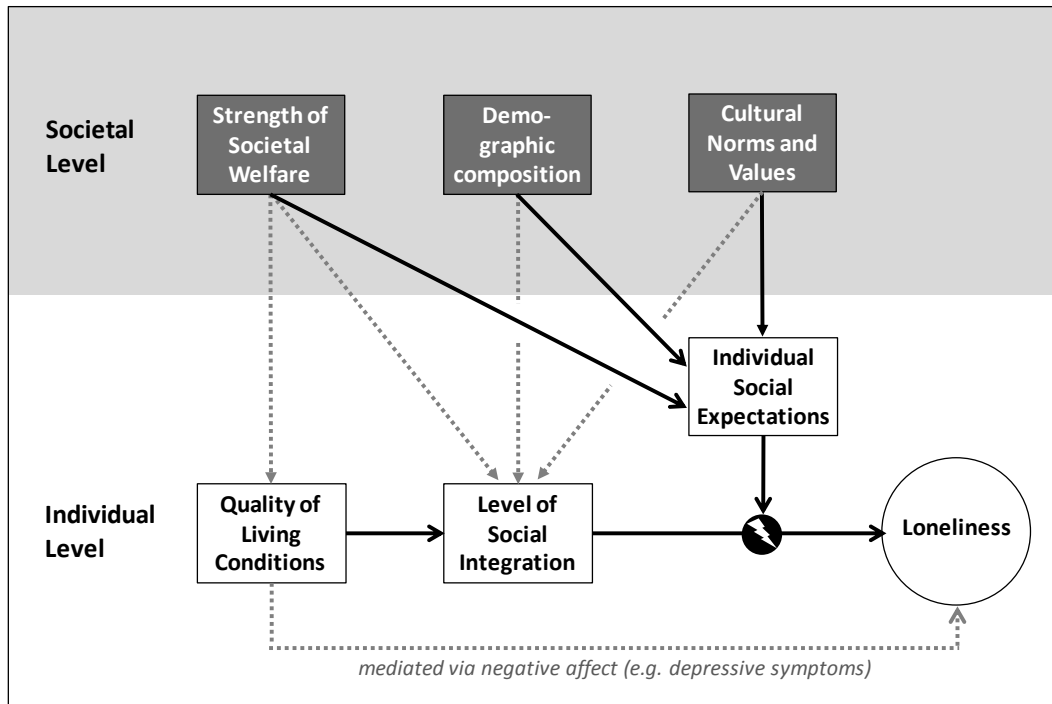 Societal
Level
Strength of
Societal
Welfare
Demo-
graphic
composition
Cultural
Norms and
Values
Individual
Social
Expectations
Individual
Level
Quality of
Living
Conditions
Level of
Social
Integration
Loneliness
mediated via negative affect (e.g. depressive symptoms)